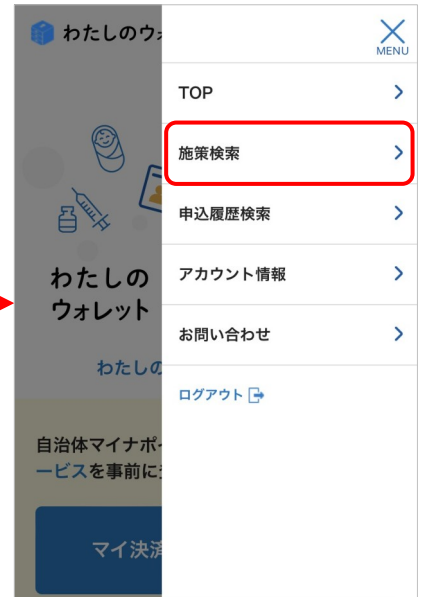 わたしのウォ
MENU
TOP
施策検索
申込履歴検索
アカウント情報
お問い合わせ
ログアウト
わたしの
ウォレット
わたしの
自治体マイナポ
ービスを事前に
マイ決済